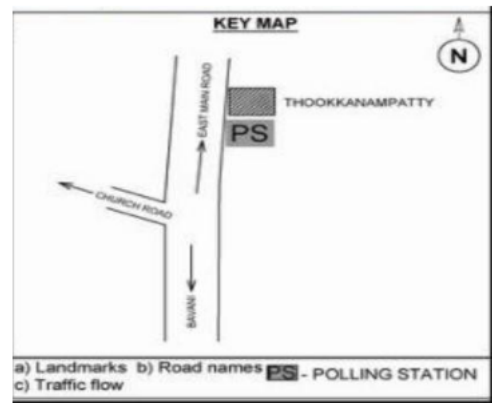 KEY MAP
N
EAST MAIN ROAD
THOOKKANAMPATTY
PS
CHURCH ROAD
BAVANI
a) Landmarks b) Road names PS - POLLING STATION
c) Traffic flow